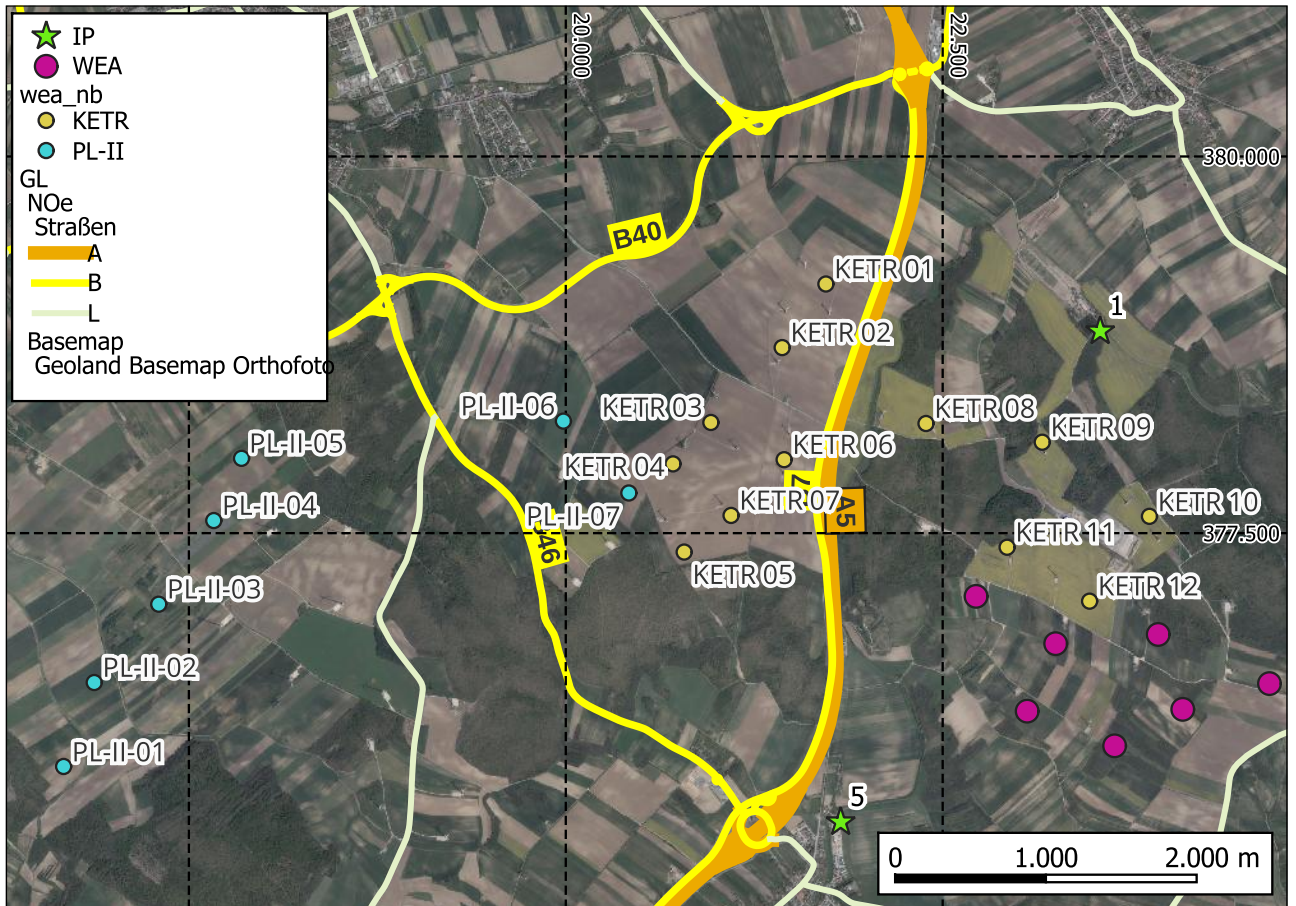 IP
WEA
wea_nb
KETR
PL-II
GL
NOe
Straßen
A
B
L
Basemap
Geoland Basemap Orthofoto
20.000
22.500
380.000
B40
KETR 01
1
KETR 02
PL-II-06
KETR 03
KETR 08
KETR 09
PL-II-05
KETR 04
KETR 06
PL-II-04
PL-II-07
KETR 07
A5
KETR 10
B46
KETR 11
377.500
KETR 05
PL-II-03
KETR 12
PL-II-02
PL-II-01
5
0 1.000 2.000 m